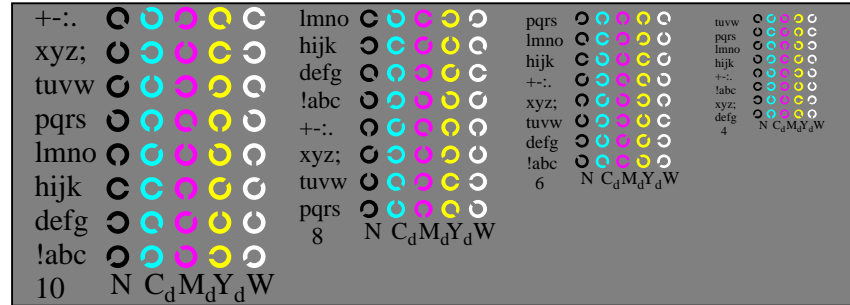 +-:.
xyz;
tuvw
pqrs
lmno
hijk
defg
!abc
10 N CdMdYdW
lmno
hijk
defg
!abc
+-:.
xyz;
tuvw
pqrs
8 N CdMdYdW
pqrs
lmno
hijk
+-:.
xyz;
tuvw
defg
!abc
6 N CdMdYdW
tuvw
pqrs
lmno
hijk
+-:.
!abc
xyz;
defg
4 N CdMdYdW